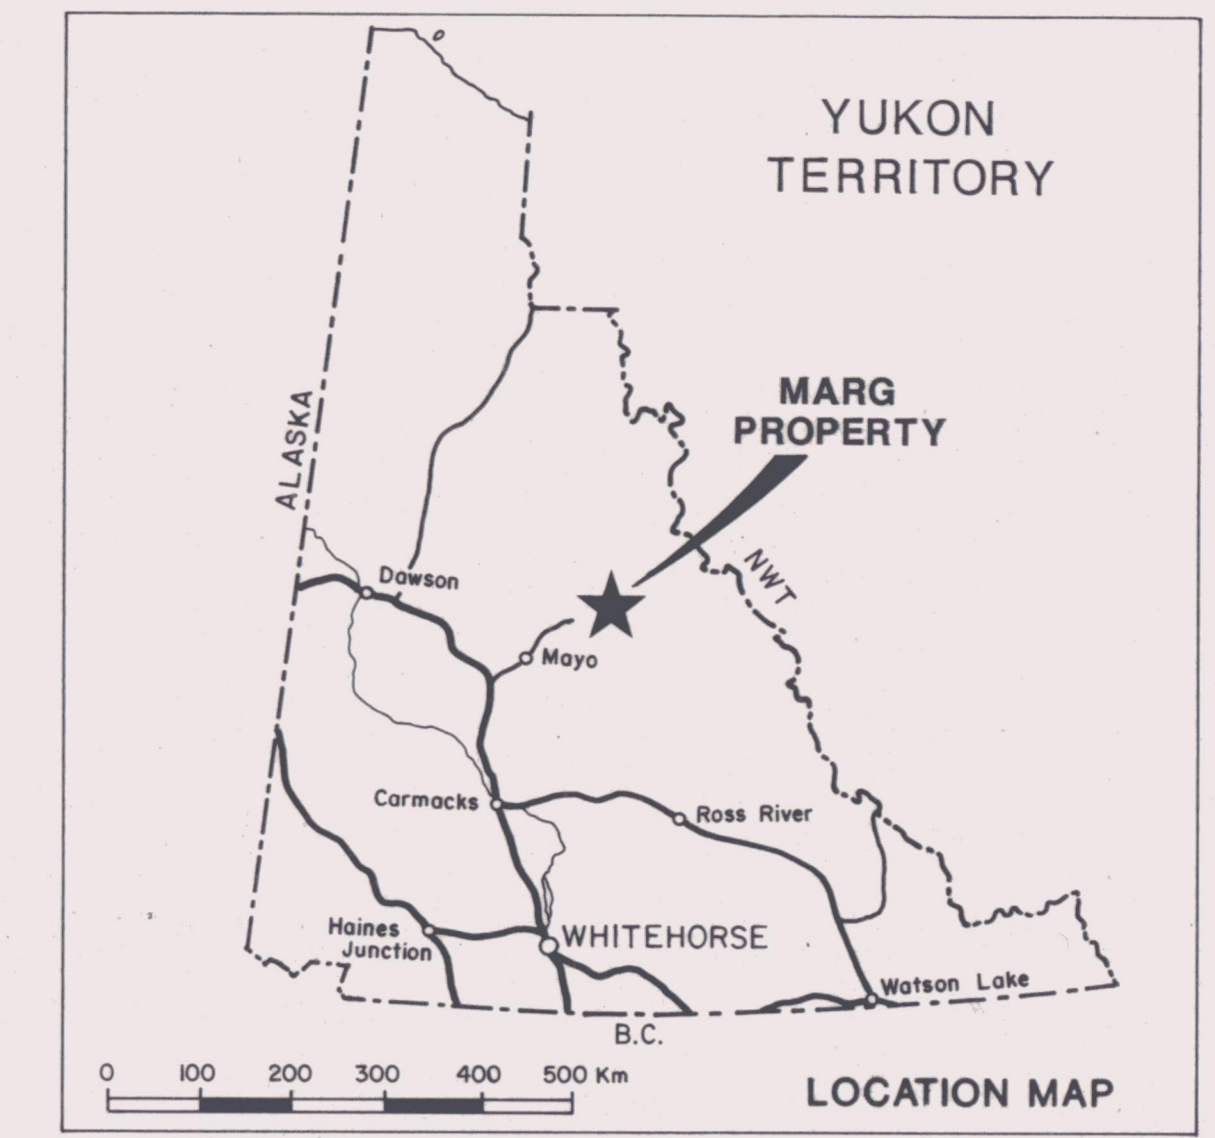 YUKON
TERRITORY
MARG
PROPERTY
ALASKA
NWT
Dawson
Mayo
Carmacks
Ross River
Haines
Junction
WHITEHORSE
Watson Lake
B.C.
0 100 200 300 400 500 Km
LOCATION MAP